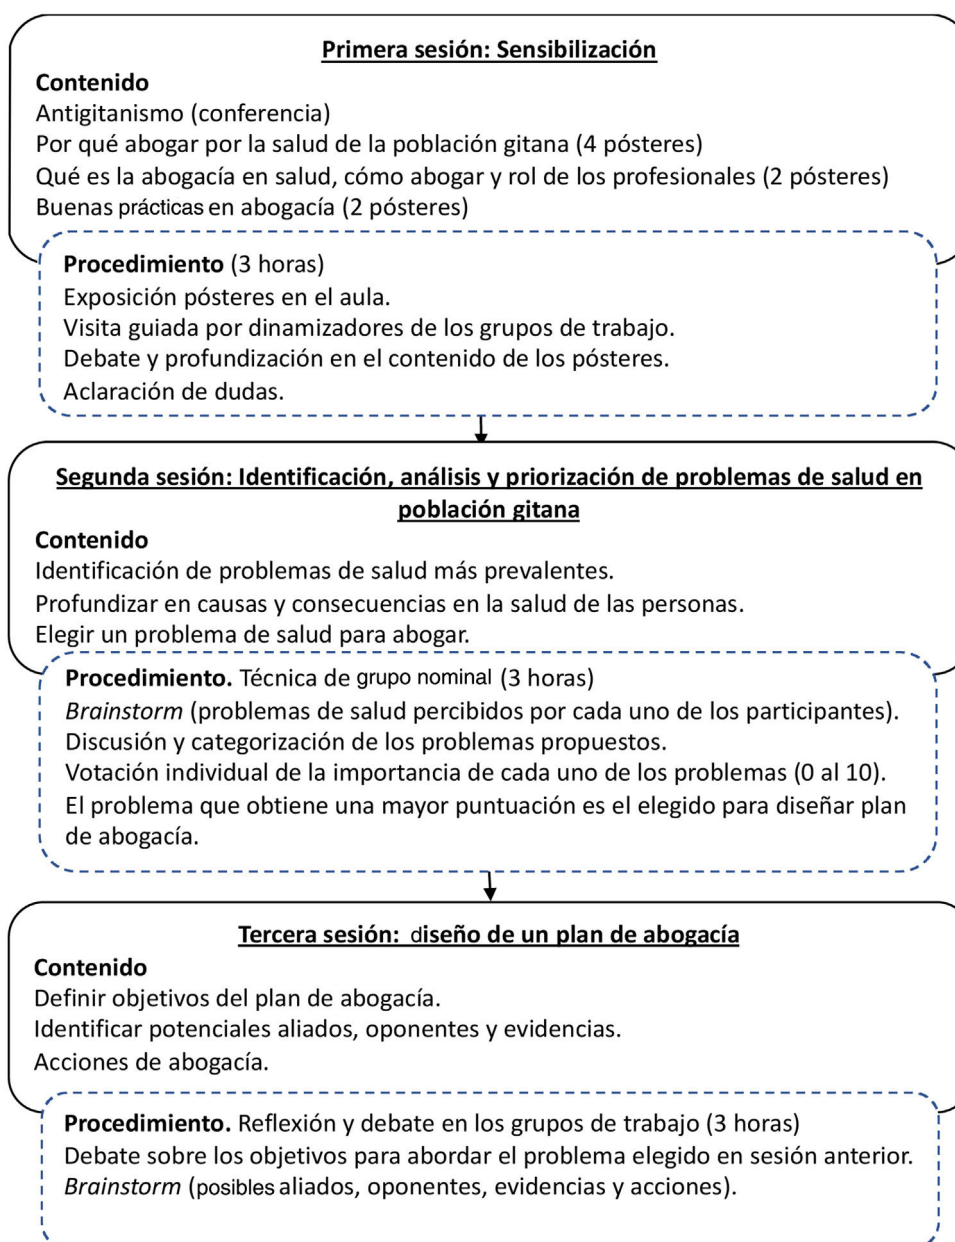 Primera sesión: Sensibilización
Contenido
Antigitanismo (conferencia)
Por qué abogar por la salud de la población gitana (4 pósteres)
Qué es la abogacía en salud, cómo abogar y rol de los profesionales (2 pósteres)
Buenas prácticas en abogacía (2 pósteres)
Procedimiento (3 horas)
Exposición pósteres en el aula.
Visita guiada por dinamizadores de los grupos de trabajo.
Debate y profundización en el contenido de los pósteres.
Aclaración de dudas.
Segunda sesión: Identificación, análisis y priorización de problemas de salud en
población gitana
Contenido
Identificación de problemas de salud más prevalentes.
Profundizar en causas y consecuencias en la salud de las personas.
Elegir un problema de salud para abogar.
Procedimiento. Técnica de grupo nominal (3 horas)
Brainstorm (problemas de salud percibidos por cada uno de los participantes).
Discusión y categorización de los problemas propuestos.
Votación individual de la importancia de cada uno de los problemas (0 al 10).
El problema que obtiene una mayor puntuación es el elegido para diseñar plan
de abogacía.
Tercera sesión: diseño de un plan de abogacía
Contenido
Definir objetivos del plan de abogacía.
Identificar potenciales aliados, oponentes y evidencias.
Acciones de abogacía.
Procedimiento. Reflexión y debate en los grupos de trabajo (3 horas)
Debate sobre los objetivos para abordar el problema elegido en sesión anterior.
Brainstorm (posibles aliados, oponentes, evidencias y acciones).